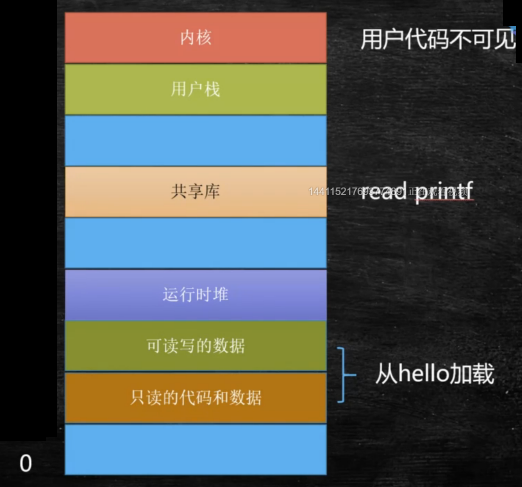 内核
用户代码不可见
用户栈
共享库
read printf
运行时堆
可读写的数据
从hello加载
只读的代码和数据
0